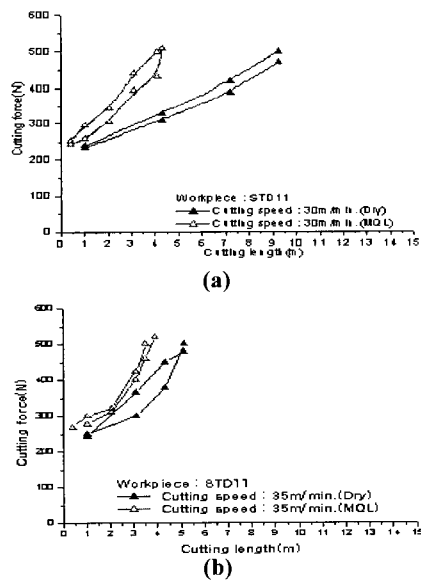 600
500
400
300
200
100
0
Cutting force(N)
Workpiece : STD11
Cutting speed : 30m/min.(Dry)
Cutting speed : 30m/min.(MQL)
0 1 2 3 4 5 6 7 8 9 10 11 12 13 14 15
Cutting length(m)
(a)
600
500
400
300
200
100
0
Cutting force(N)
Workpiece : STD11
Cutting speed : 35m/min.(Dry)
Cutting speed : 35m/min.(MQL)
0 1 2 3 4 5 6 7 8 9 10 11 12 13 14 15
Cutting length(m)
(b)